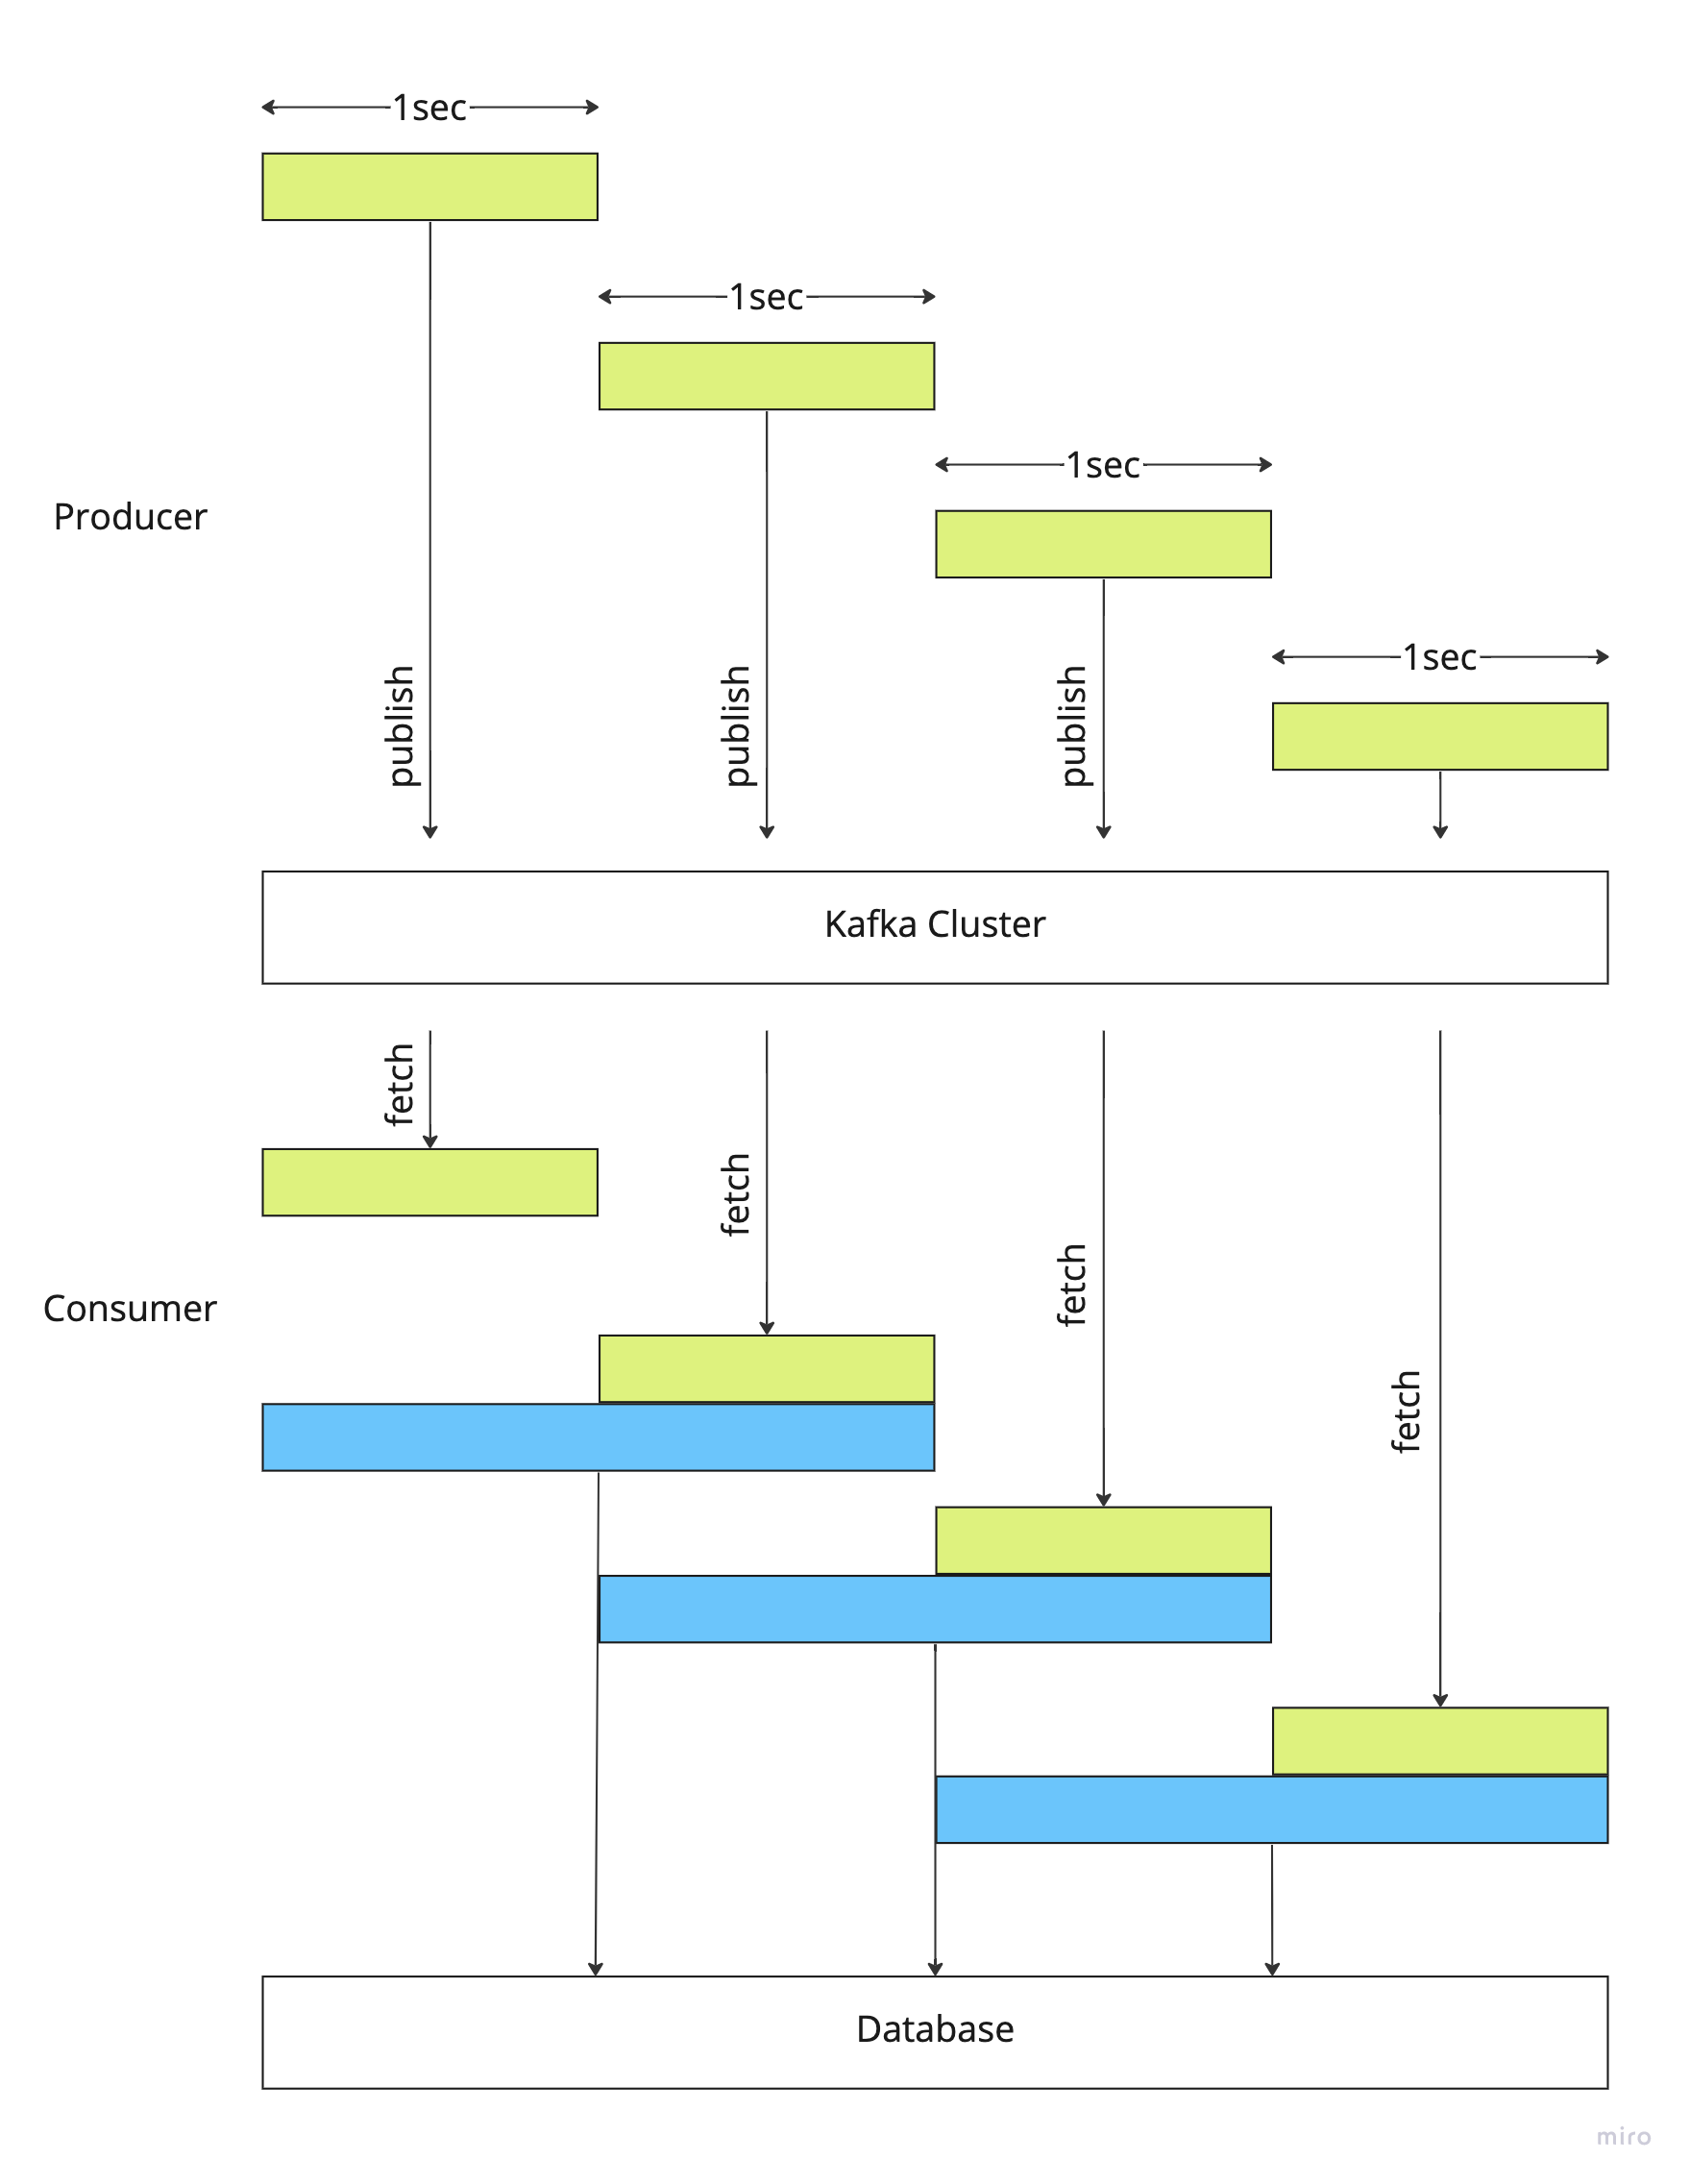 1sec
1sec
1sec
Producer
1sec
publish
publish
publish
Kafka Cluster
fetch
fetch
fetch
Consumer
fetch
Database
miro